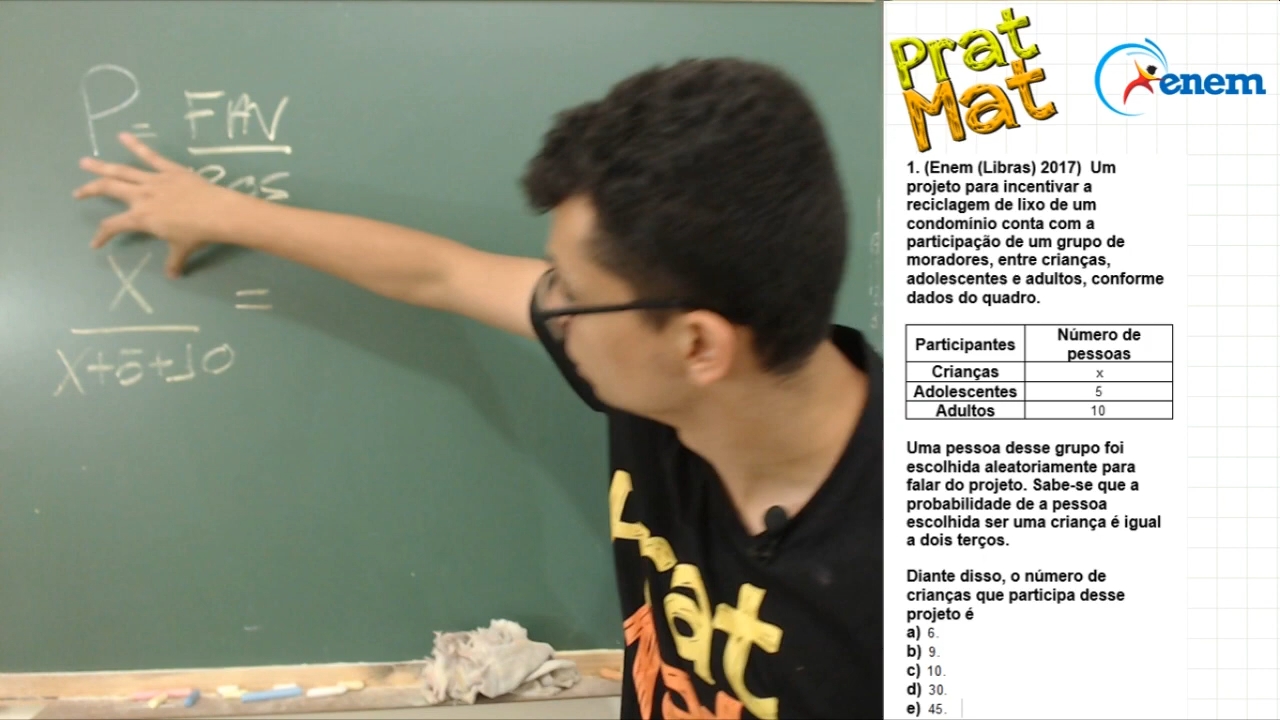 P = FAV
Pos
X =
X+5+10
Prat
Mat
enem
1. (Enem (Libras) 2017) Um
projeto para incentivar a
reciclagem de lixo de um
condomínio conta com a
participação de um grupo de
moradores, entre crianças,
adolescentes e adultos, conforme
dados do quadro.
Participantes Número de pessoas
Crianças x
Adolescentes 5
Adultos 10
Uma pessoa desse grupo foi
escolhida aleatoriamente para
falar do projeto. Sabe-se que a
probabilidade de a pessoa
escolhida ser uma criança é igual
a dois terços.
Diante disso, o número de
crianças que participa desse
projeto é
a) 6.
b) 9.
c) 10.
d) 30.
e) 45.